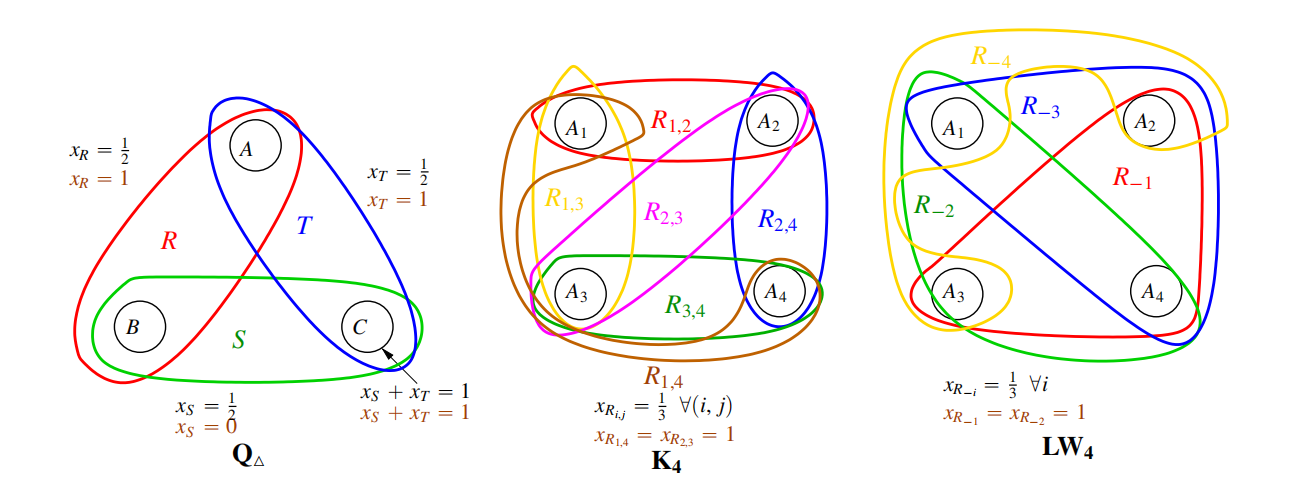 A
B
C
R
T
S
x_R = 1/2
x_R = 1
x_T = 1/2
x_T = 1
x_S = 1/2
x_S = 0
x_S + x_T = 1
x_S + x_T = 1
Q_△
A_1
A_2
A_3
A_4
R_{1,2}
R_{1,3}
R_{2,3}
R_{2,4}
R_{3,4}
R_{1,4}
x_{R_{i,j}} = 1/3 ∀(i, j)
x_{R_{1,4}} = x_{R_{2,3}} = 1
K_4
R_{−4}
A_1
R_{−3}
A_2
R_{−1}
R_{−2}
A_3
A_4
x_{R_{−i}} = 1/3 ∀i
x_{R_{−1}} = x_{R_{−2}} = 1
LW_4